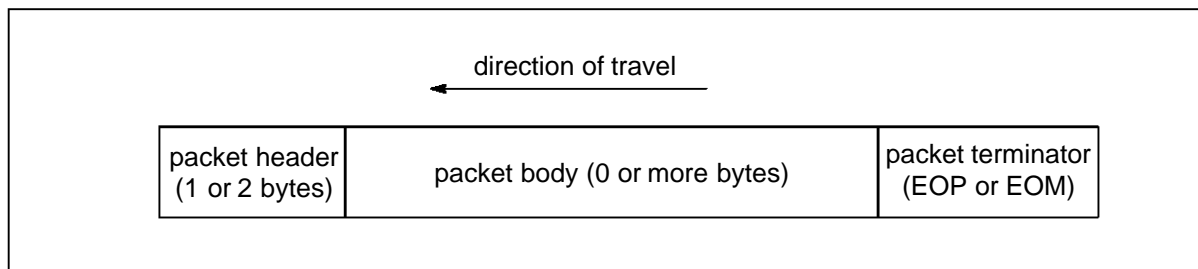 direction of travel
packet header
(1 or 2 bytes)
packet body (0 or more bytes)
packet terminator
(EOP or EOM)